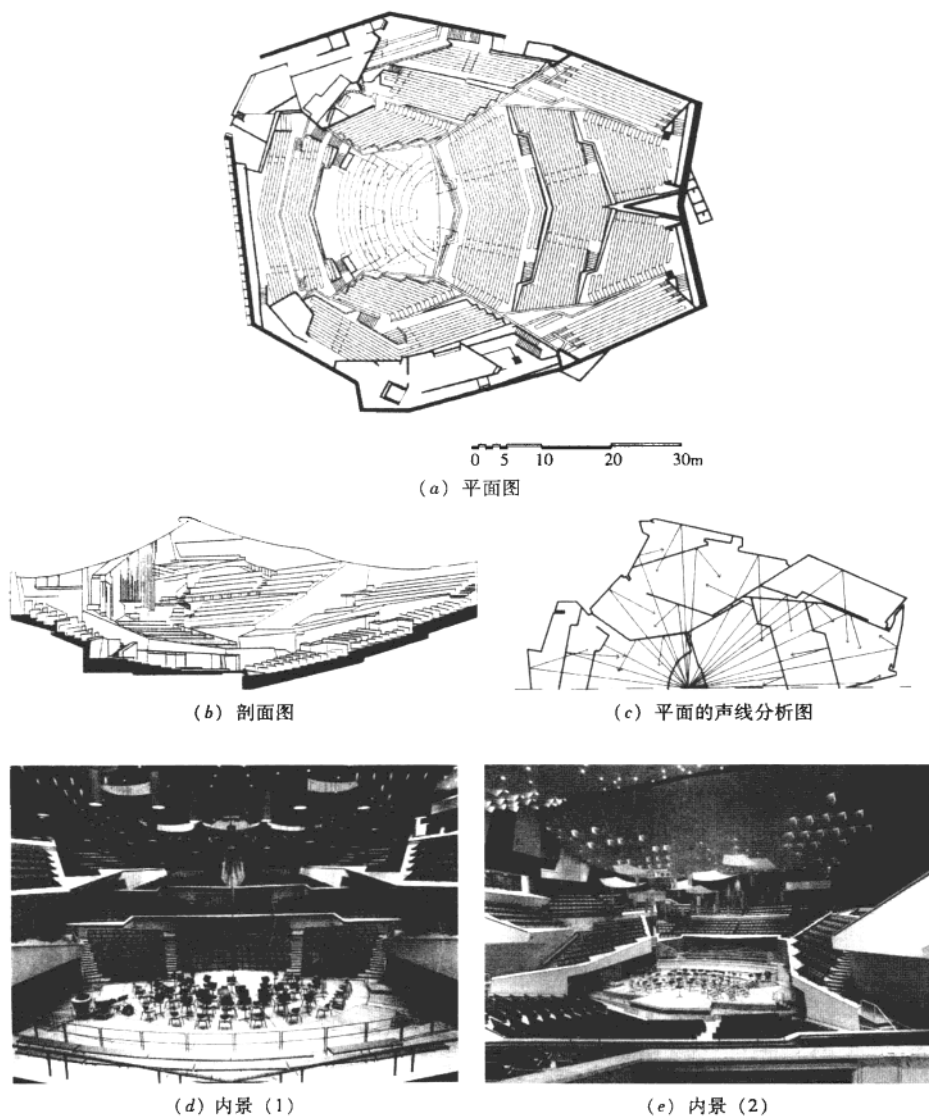 0 5 10 20 30m
(a) 平面图
(b) 剖面图
(c) 平面的声线分析图
(d) 内景 (1)
(e) 内景 (2)